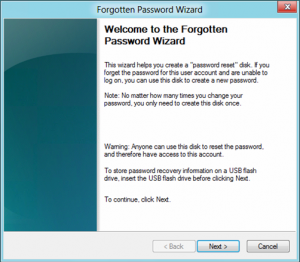 Forgotten Password Wizard
Welcome to the Forgotten
Password Wizard
This wizard helps you create a "password reset" disk. If you
forget the password for this user account and are unable to
log on, you can use this disk to create a new password.
Note: No matter how many times you change your
password, you only need to create this disk once.
Warning: Anyone can use this disk to reset the password,
and therefore have access to this account.
To store password recovery information on a USB flash
drive, insert the USB flash drive before clicking Next.
To continue, click Next.
< Back Next > Cancel